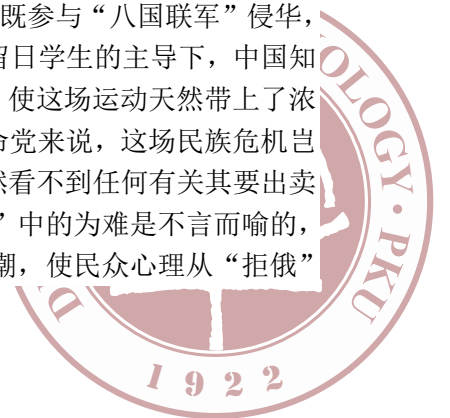 既参与“八国联军”侵华，
留日学生的主导下，中国知
使这场运动天然带上了浓
命党来说，这场民族危机岂
然看不到任何有关其要出卖
”中的为难是不言而喻的，
潮，使民众心理从“拒俄”
OLOGY · PKU
D
1922